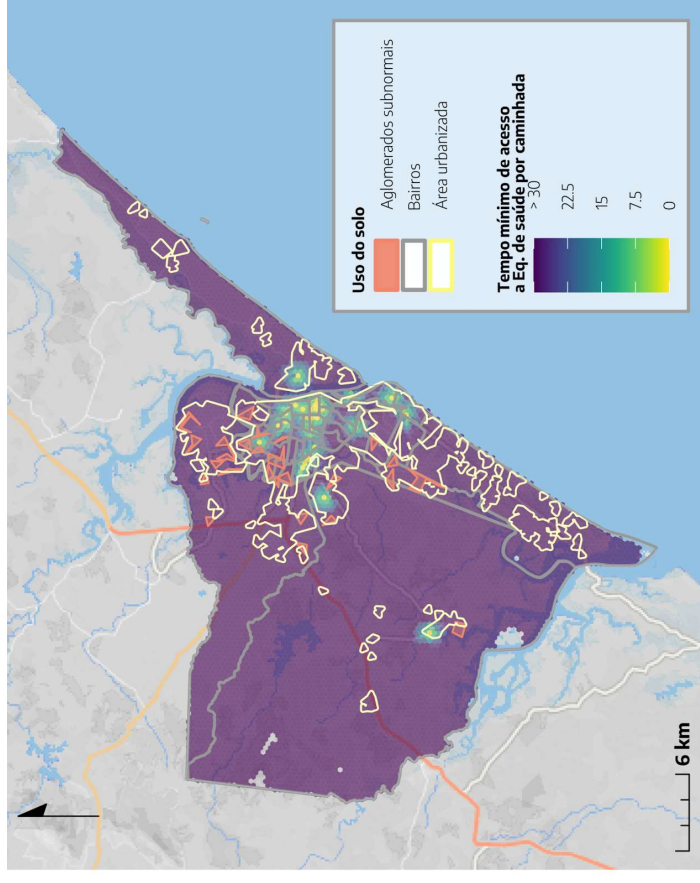 Uso do solo
Aglomerados subnormais
Bairros
Área urbanizada
Tempo mínimo de acesso
a Eq. de saúde por caminhada
> 30
22.5
15
7.5
0
6 km